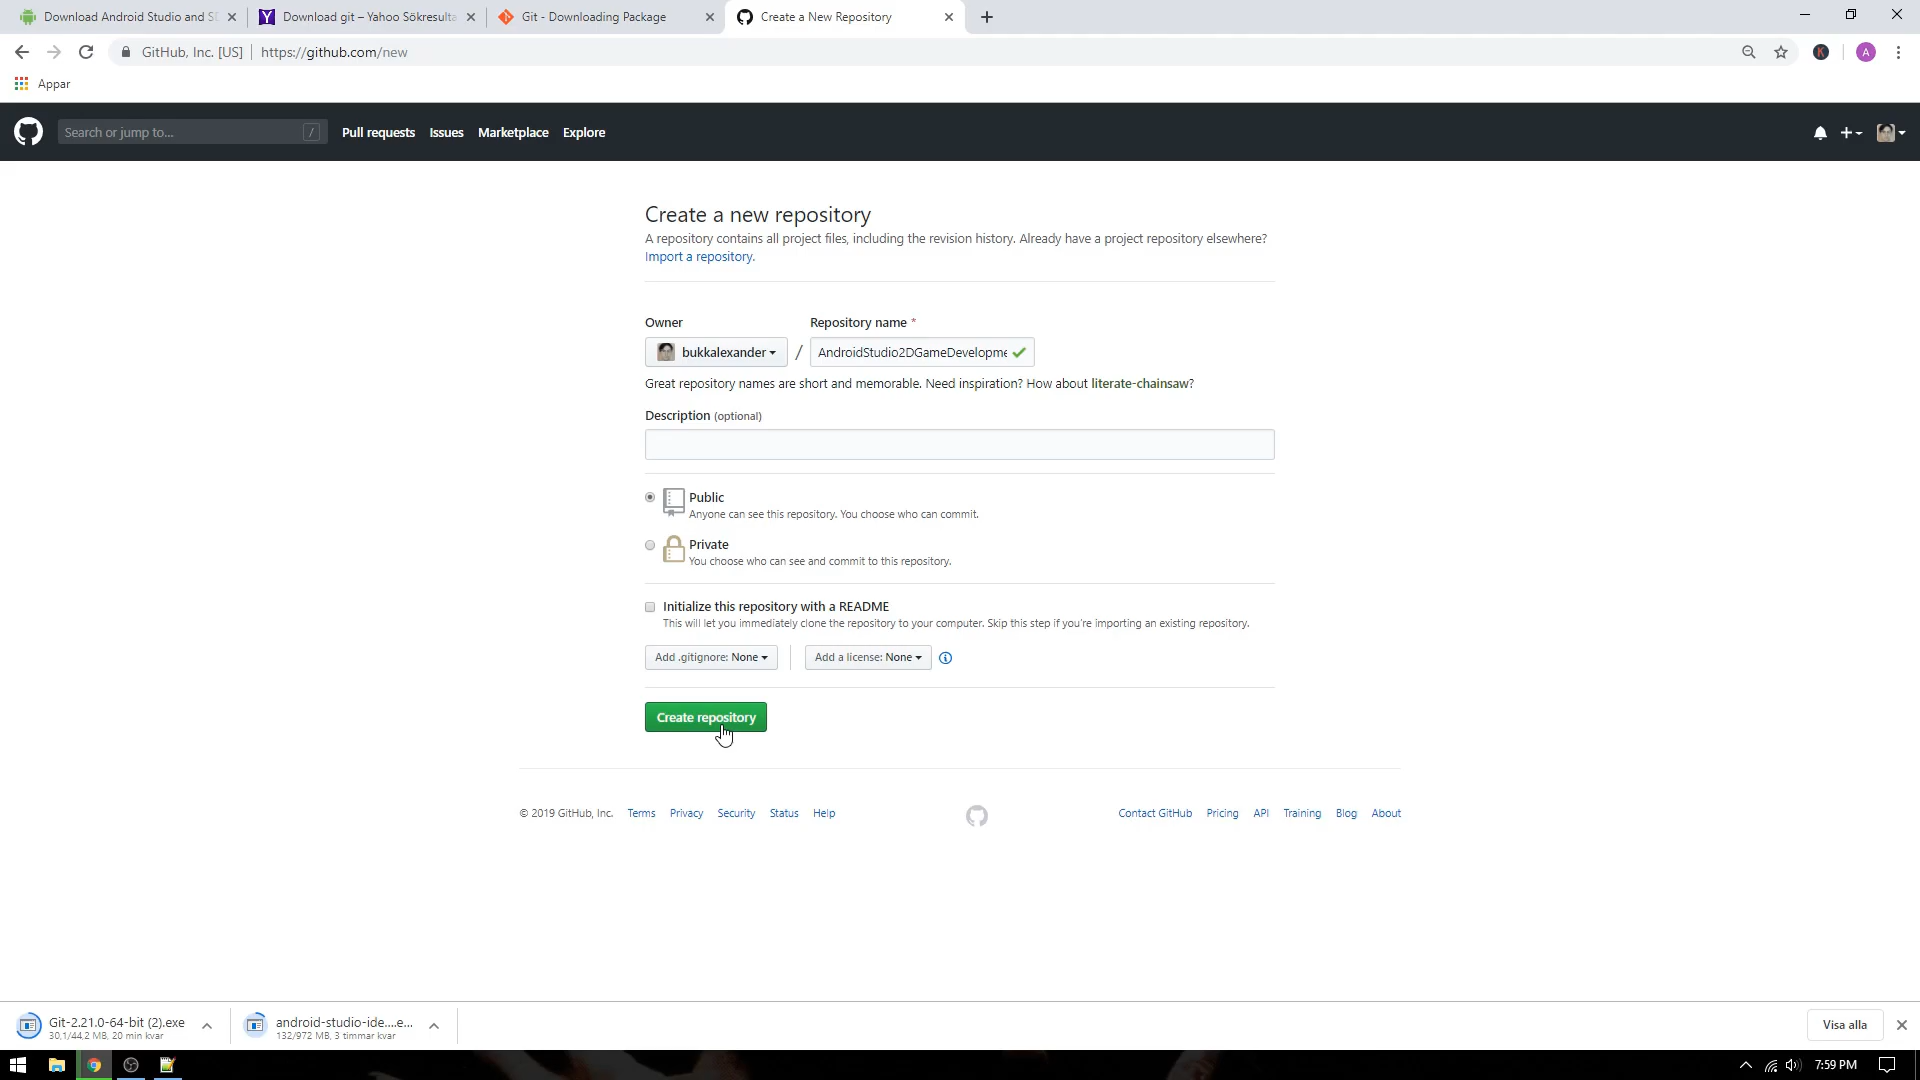 Download Android Studio and SD
Download git – Yahoo Sökresulta
Git - Downloading Package
Create a New Repository
GitHub, Inc. [US]
https://github.com/new
K
A
Appar
Search or jump to...
/
Pull requests
Issues
Marketplace
Explore
Create a new repository
A repository contains all project files, including the revision history. Already have a project repository elsewhere?
Import a repository.
Owner
Repository name *
bukkalexander
/
AndroidStudio2DGameDevelopme
Great repository names are short and memorable. Need inspiration? How about literate-chainsaw?
Description (optional)
Public
Anyone can see this repository. You choose who can commit.
Private
You choose who can see and commit to this repository.
Initialize this repository with a README
This will let you immediately clone the repository to your computer. Skip this step if you're importing an existing repository.
Add .gitignore: None
Add a license: None
Create repository
© 2019 GitHub, Inc.
Terms
Privacy
Security
Status
Help
Contact GitHub
Pricing
API
Training
Blog
About
Git-2.21.0-64-bit (2).exe
30,1/44,2 MB, 20 min kvar
android-studio-ide....e...
132/972 MB, 3 timmar kvar
Visa alla
7:59 PM